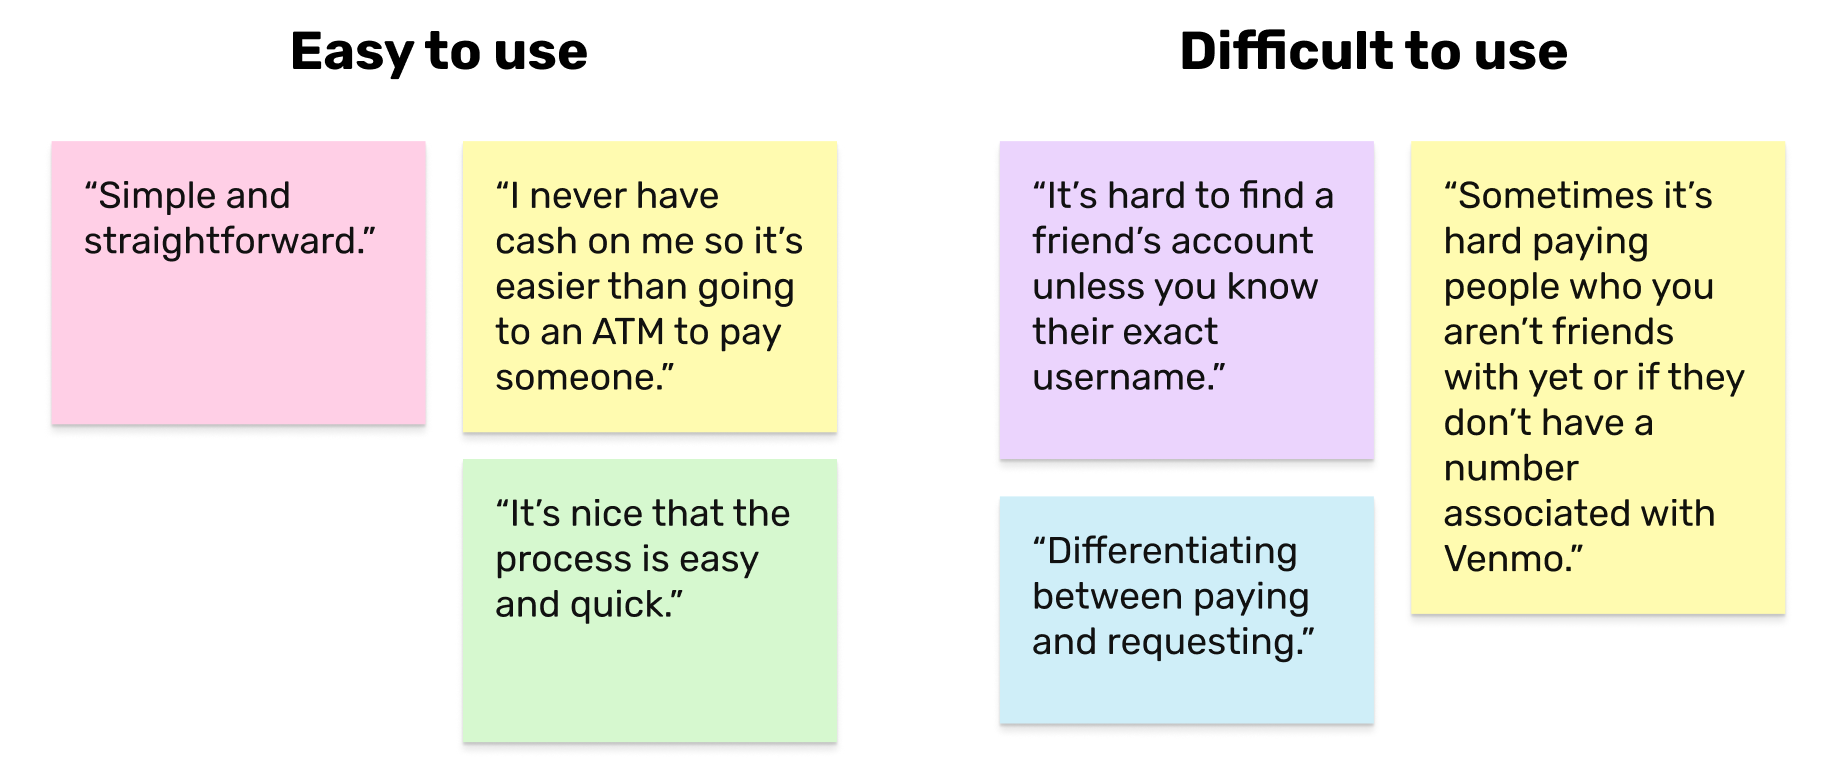 Easy to use
“Simple and
straightforward.”
“I never have
cash on me so it’s
easier than going
to an ATM to pay
someone.”
“It’s nice that the
process is easy
and quick.”
Difficult to use
“It’s hard to find a
friend’s account
unless you know
their exact
username.”
“Differentiating
between paying
and requesting.”
“Sometimes it’s
hard paying
people who you
aren’t friends
with yet or if they
don’t have a
number
associated with
Venmo.”